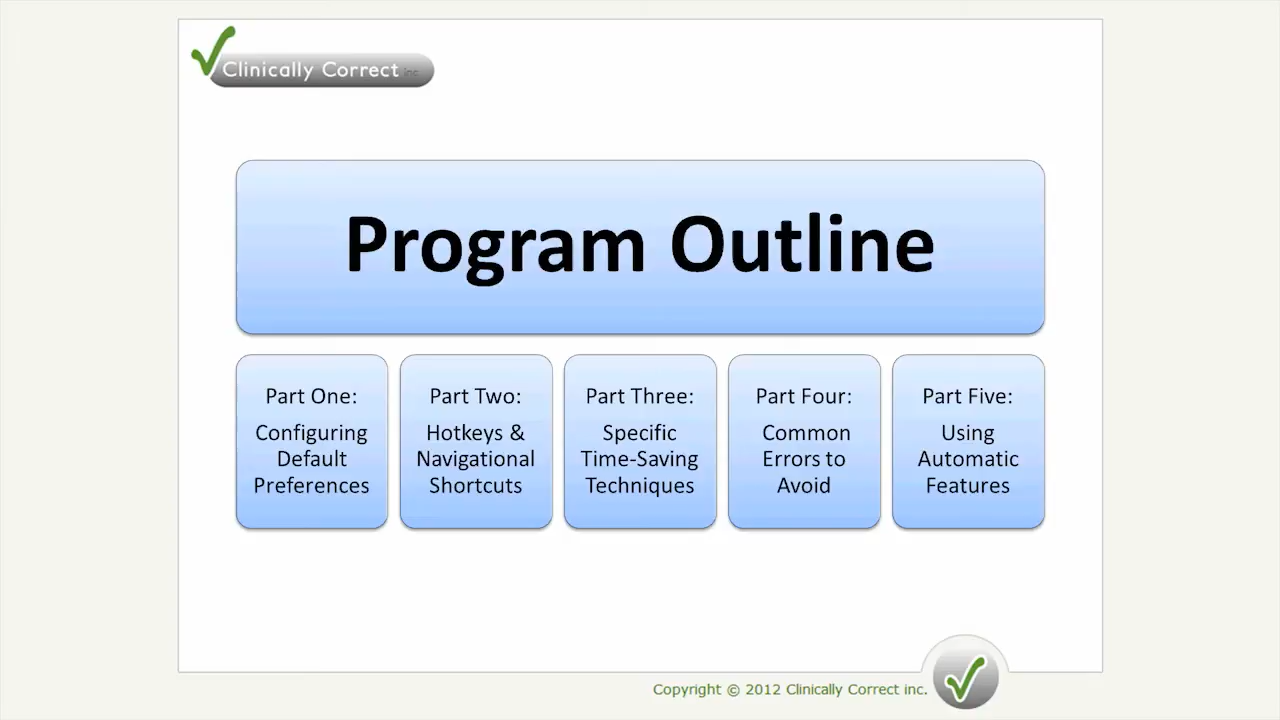 Clinically Correct inc.
Program Outline
Part One:
Configuring
Default
Preferences
Part Two:
Hotkeys &
Navigational
Shortcuts
Part Three:
Specific
Time-Saving
Techniques
Part Four:
Common
Errors to
Avoid
Part Five:
Using
Automatic
Features
Copyright © 2012 Clinically Correct inc.